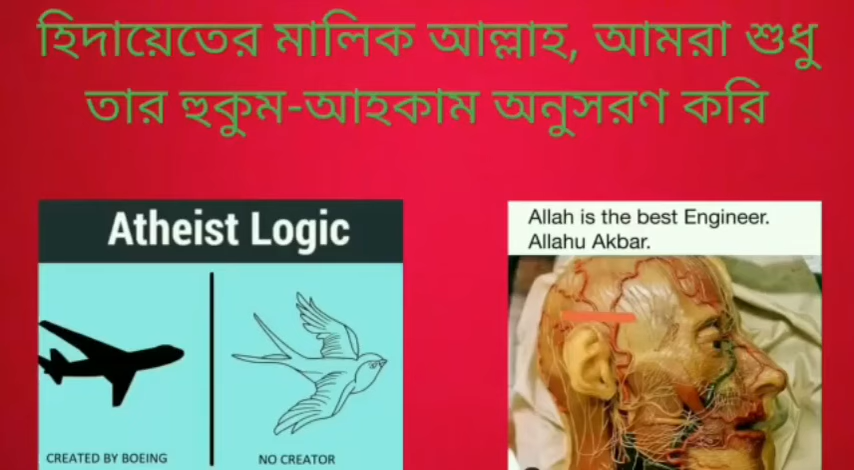 হিদায়েতের মালিক আল্লাহ, আমরা শুধু
তার হুকুম-আহকাম অনুসরণ করি
Atheist Logic
CREATED BY BOEING
NO CREATOR
Allah is the best Engineer.
Allahu Akbar.